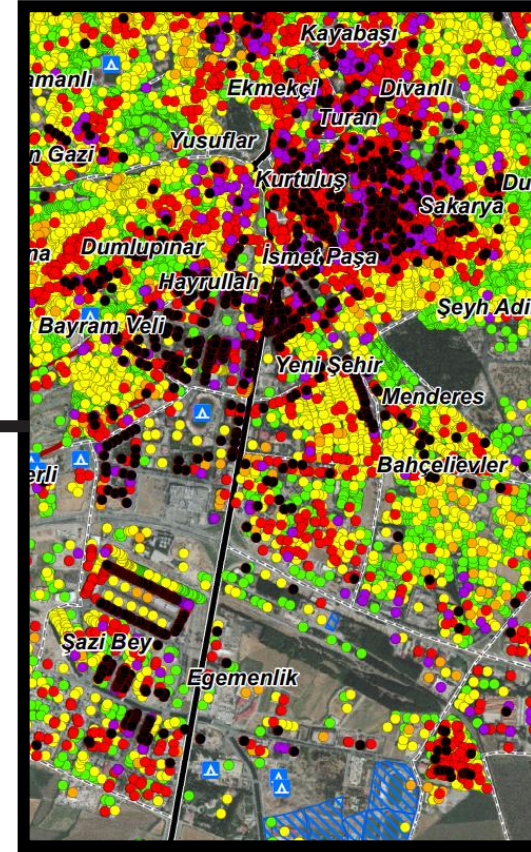 Kayabaşı
amanlı
Ekmekçi
Divanlı
Turan
Yusuflar
n Gazi
Kurtuluş
Du
Sakarya
na
Dumlupınar
İsmet Paşa
Hayrullah
Şeyh Adi
ı Bayram Veli
Yeni Şehir
Menderes
Bahçelievler
erli
Şazi Bey
Egemenlik